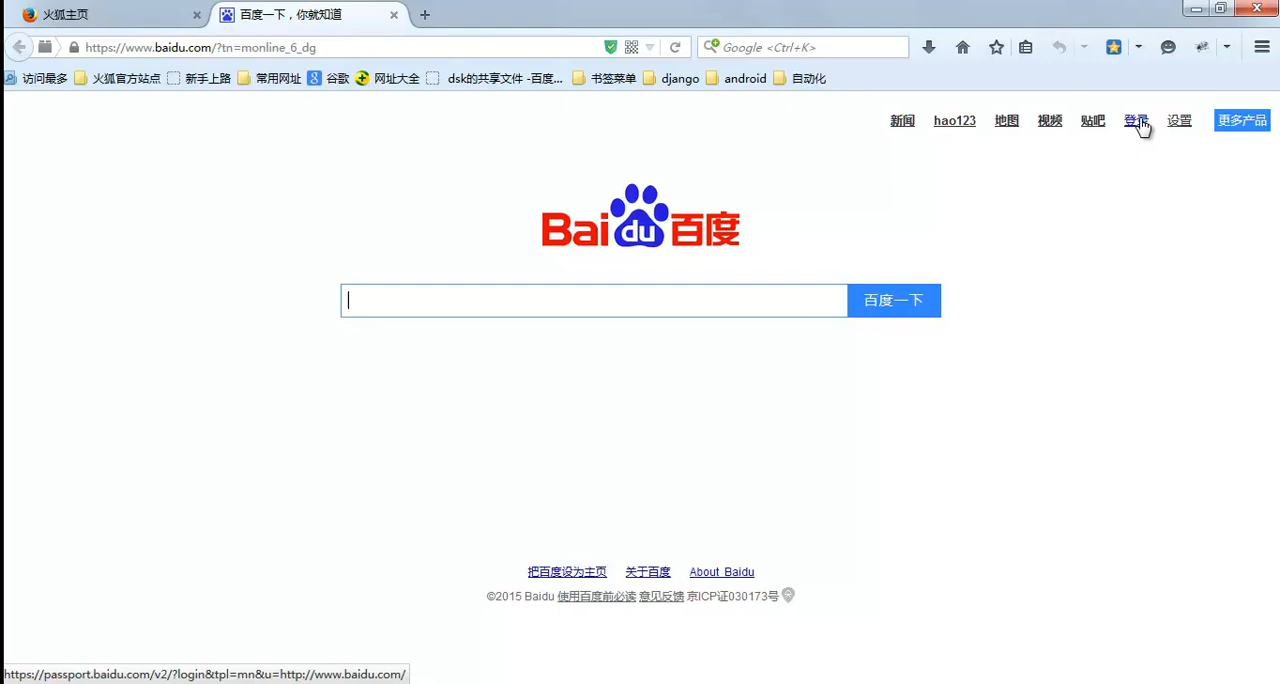 火狐主页
百度一下，你就知道
https://www.baidu.com/?tn=monline_6_dg
Google <Ctrl+K>
访问最多 火狐官方站点 新手上路 常用网址 谷歌 网址大全 dsk的共享文件 -百度... 书签菜单 django android 自动化
新闻 hao123 地图 视频 贴吧 登录 设置 更多产品
Bai du 百度
百度一下
把百度设为主页 关于百度 About Baidu
©2015 Baidu 使用百度前必读 意见反馈 京ICP证030173号
https://passport.baidu.com/v2/?login&tpl=mn&u=http://www.baidu.com/